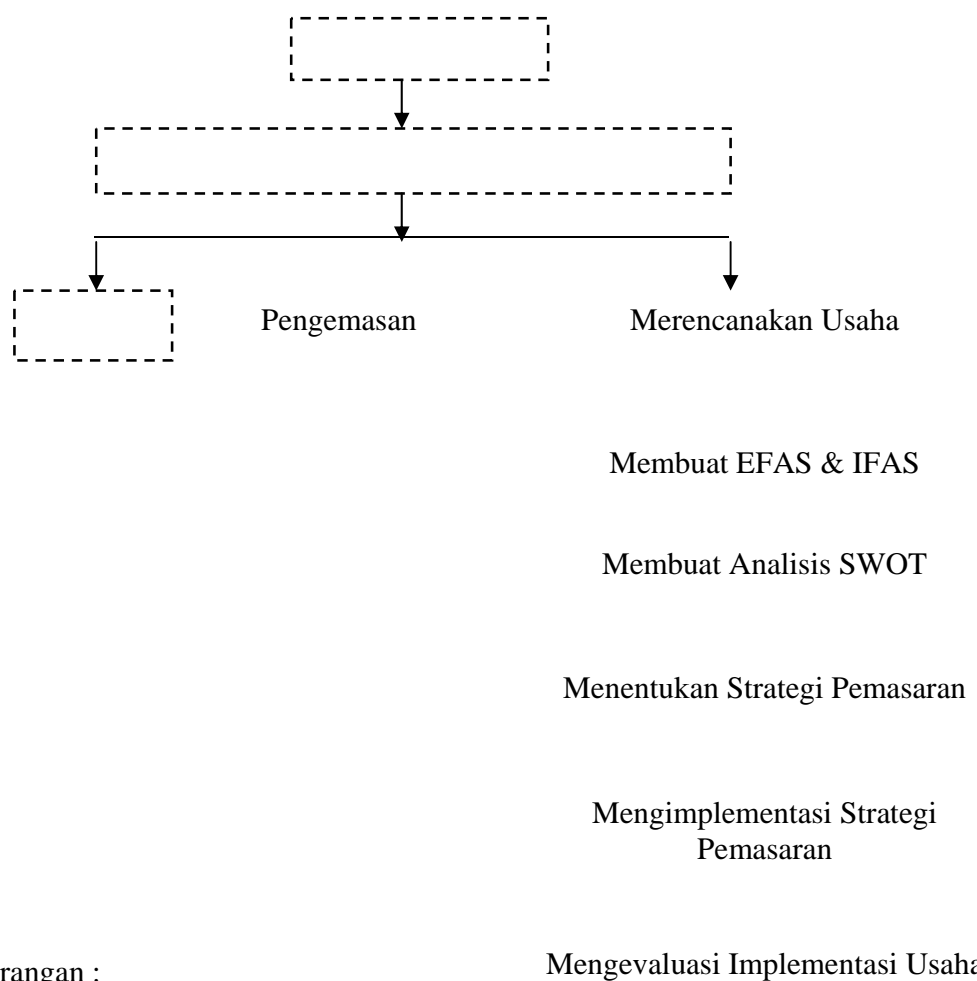 Pengemasan
Merencanakan Usaha
Membuat EFAS & IFAS
Membuat Analisis SWOT
Menentukan Strategi Pemasaran
Mengimplementasi Strategi
Pemasaran
Mengevaluasi Implementasi Usaha
rangan :